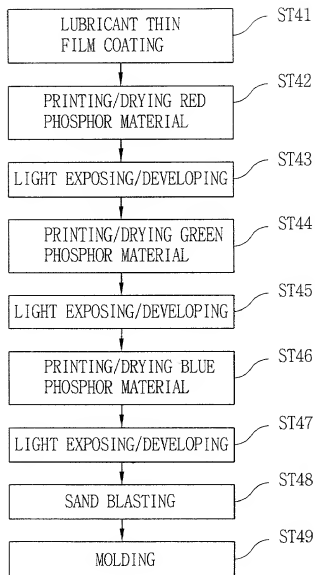 LUBRICANT THIN
FILM COATING
ST41
PRINTING/DRYING RED
PHOSPHOR MATERIAL
ST42
LIGHT EXPOSING/DEVELOPING
ST43
PRINTING/DRYING GREEN
PHOSPHOR MATERIAL
ST44
LIGHT EXPOSING/DEVELOPING
ST45
PRINTING/DRYING BLUE
PHOSPHOR MATERIAL
ST46
LIGHT EXPOSING/DEVELOPING
ST47
SAND BLASTING
ST48
MOLDING
ST49